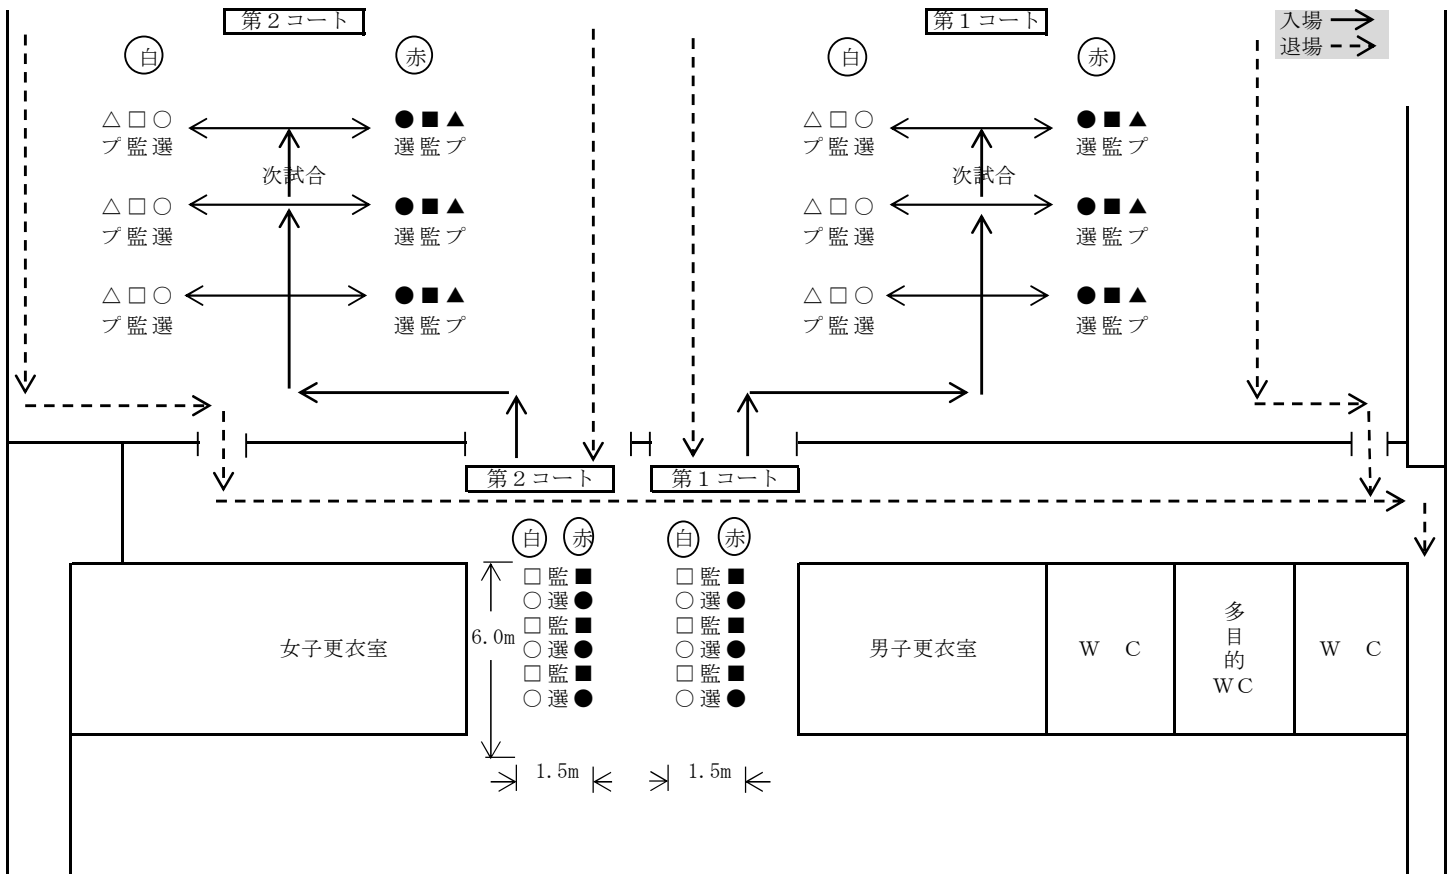 第２コート　第１コート　入場
退場
白　赤　白　赤
△□○　●■▲　△□○　●■▲
プ監選　選監プ　プ監選　選監プ
次試合　次試合
△□○　●■▲　△□○　●■▲
プ監選　選監プ　プ監選　選監プ
△□○　●■▲　△□○　●■▲
プ監選　選監プ　プ監選　選監プ
第２コート　第１コート
白　赤　白　赤
□監■　□監■
○選●　○選●
□監■　□監■
○選●　○選●
□監■　□監■
○選●　○選●
6.0m
女子更衣室　男子更衣室　Ｗ　Ｃ
多
目
的
ＷＣ
Ｗ　Ｃ
1.5m　1.5m